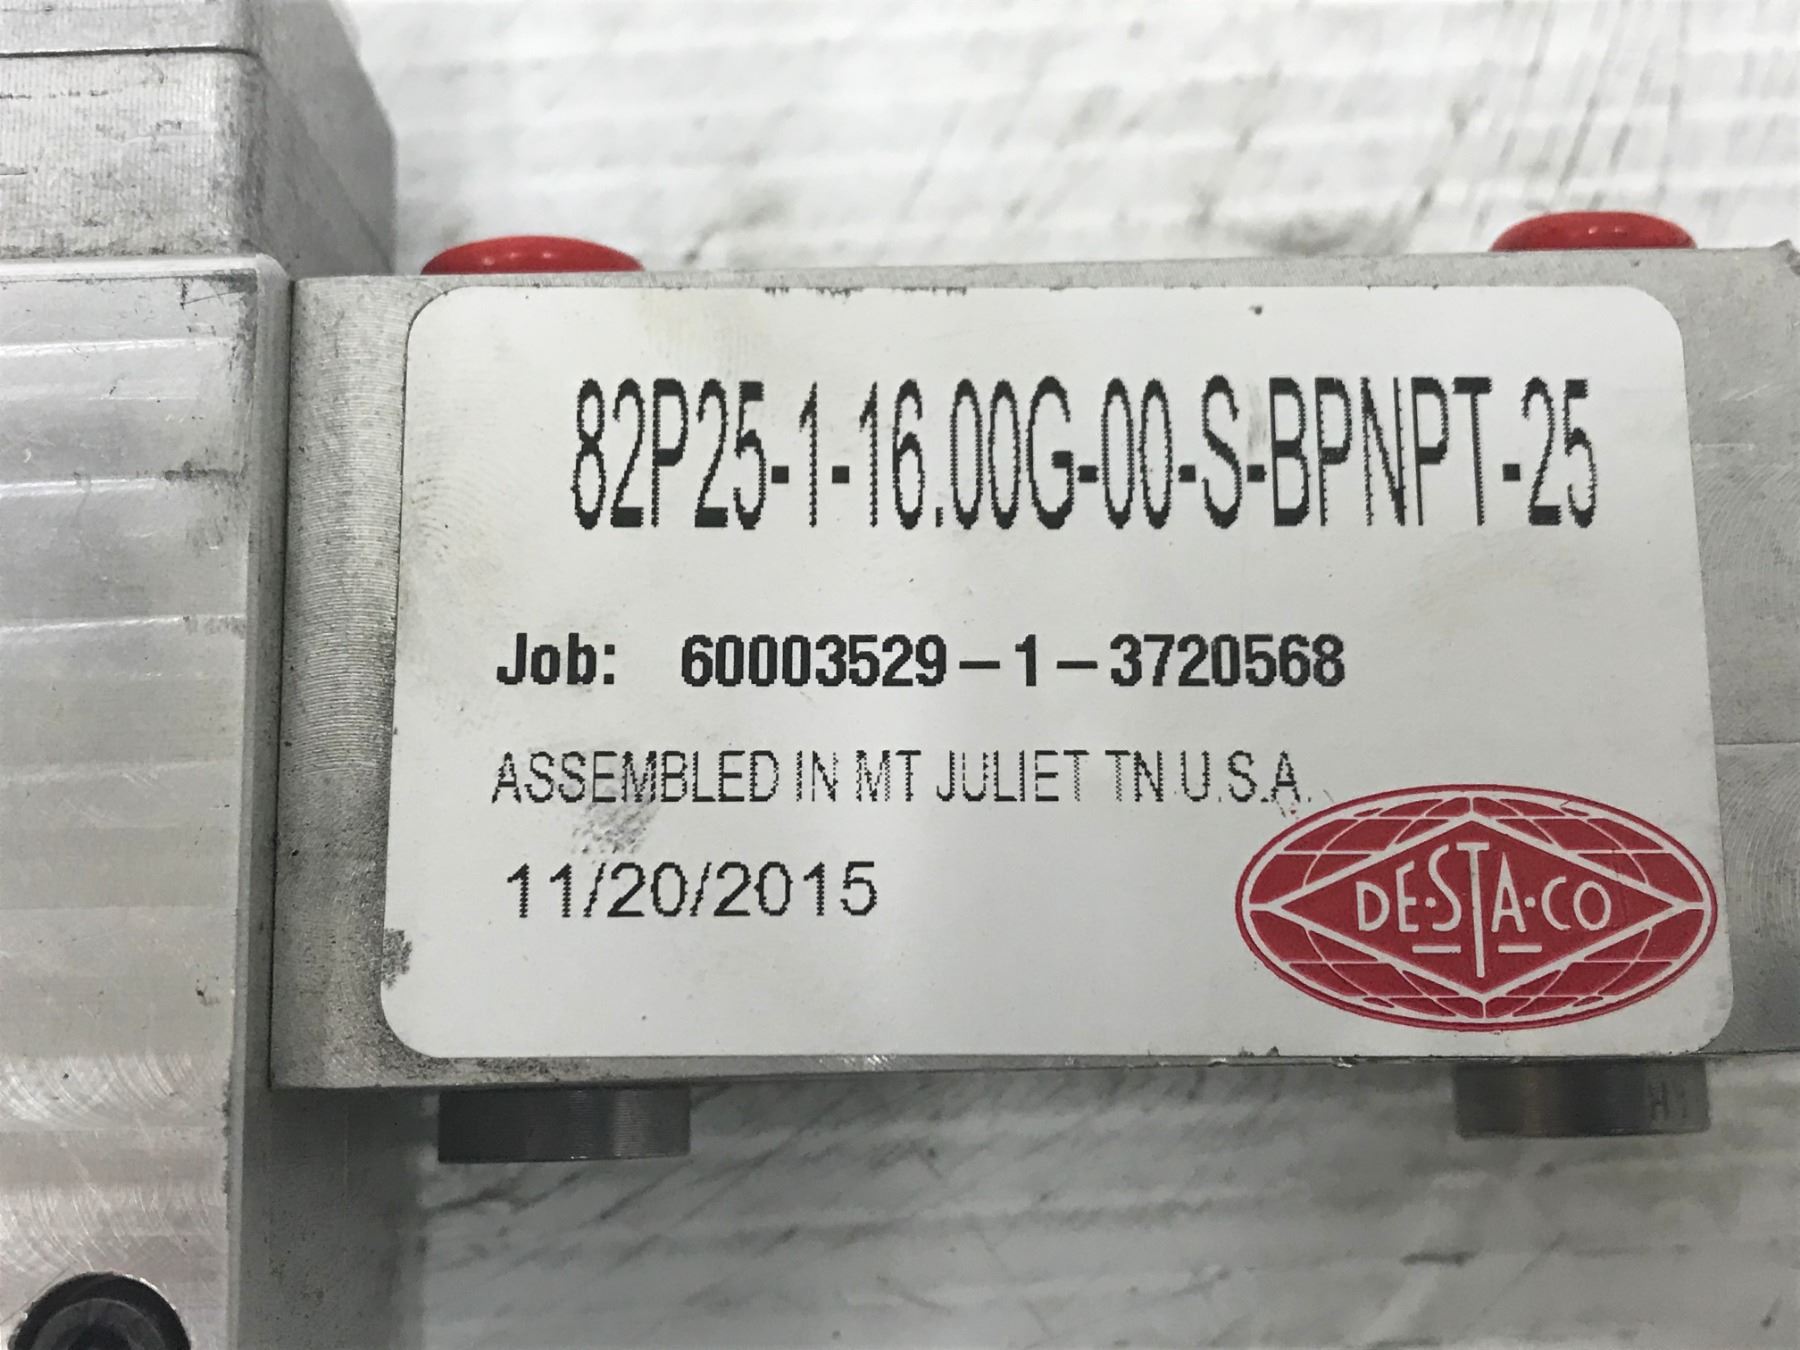 82P25-1-16.00G-00-S-BPNPT-25
Job: 60003529-1-3720568
ASSEMBLED IN MT JULIET TN U.S.A.
11/20/2015
DE-STA-CO